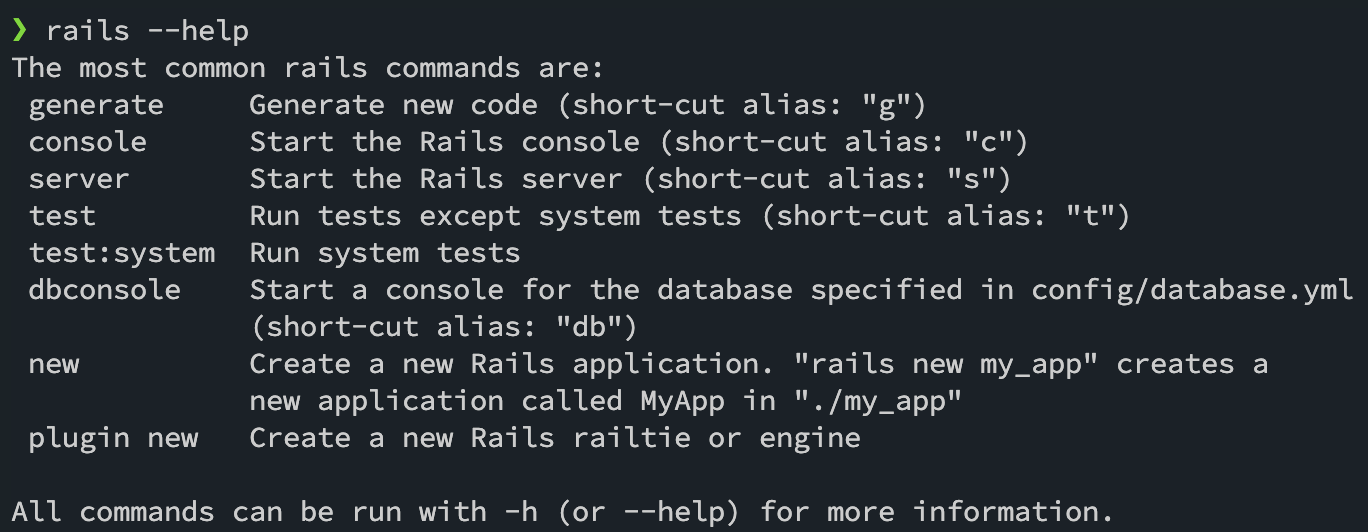 ❯ rails --help
The most common rails commands are:
 generate     Generate new code (short-cut alias: "g")
 console      Start the Rails console (short-cut alias: "c")
 server       Start the Rails server (short-cut alias: "s")
 test         Run tests except system tests (short-cut alias: "t")
 test:system  Run system tests
 dbconsole    Start a console for the database specified in config/database.yml
              (short-cut alias: "db")
 new          Create a new Rails application. "rails new my_app" creates a
              new application called MyApp in "./my_app"
 plugin new   Create a new Rails railtie or engine

All commands can be run with -h (or --help) for more information.